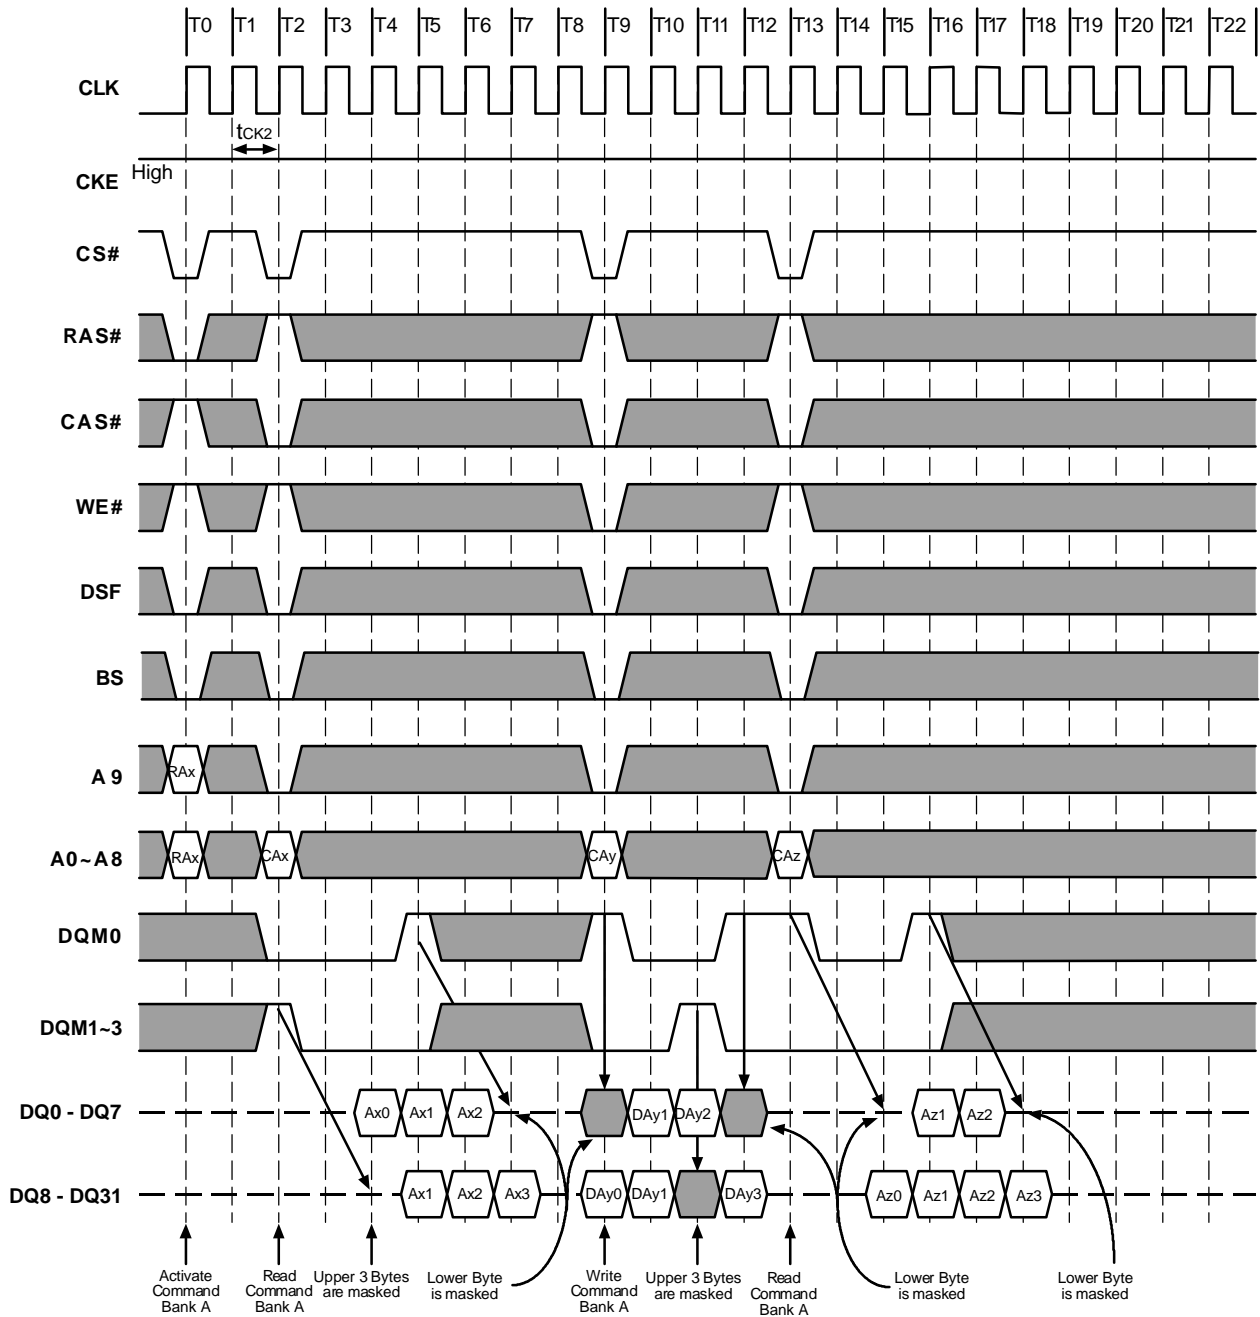 T0 T1 T2 T3 T4 T5 T6 T7 T8 T9 T10 T11 T12 T13 T14 T15 T16 T17 T18 T19 T20 T21 T22
CLK
tCK2
High
CKE
CS#
RAS#
CAS#
WE#
DSF
BS
A9 RAx
A0~A8 RAx CAx CAy CAz
DQM0
DQM1~3
DQ0 - DQ7 Ax0 Ax1 Ax2 DAy1 DAy2 Az1 Az2
DQ8 - DQ31 Ax1 Ax2 Ax3 DAy0 DAy1 DAy3 Az0 Az1 Az2 Az3
Activate
Command
Bank A
Read
Command
Bank A
Upper 3 Bytes
are masked
Lower Byte
is masked
Write
Command
Bank A
Upper 3 Bytes
are masked
Read
Command
Bank A
Lower Byte
is masked
Lower Byte
is masked